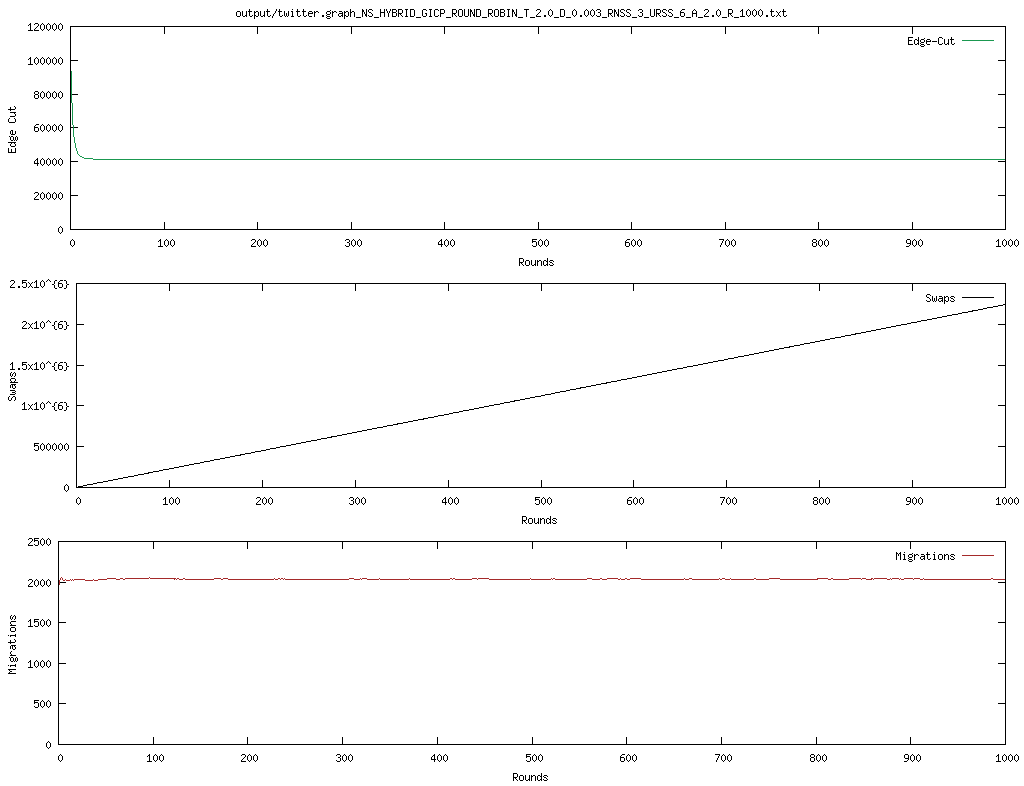 output/twitter.graph_NS_HYBRID_GICP_ROUND_ROBIN_T_2.0_D_0.003_RNSS_3_URSS_6_A_2.0_R_1000.txt
120000
100000
80000
60000
40000
20000
0
Edge Cut
Edge-Cut
0 100 200 300 400 500 600 700 800 900 1000
Rounds
2.5x10^{6}
2x10^{6}
1.5x10^{6}
1x10^{6}
500000
0
Swaps
Swaps
0 100 200 300 400 500 600 700 800 900 1000
Rounds
2500
2000
1500
1000
500
0
Migrations
Migrations
0 100 200 300 400 500 600 700 800 900 1000
Rounds